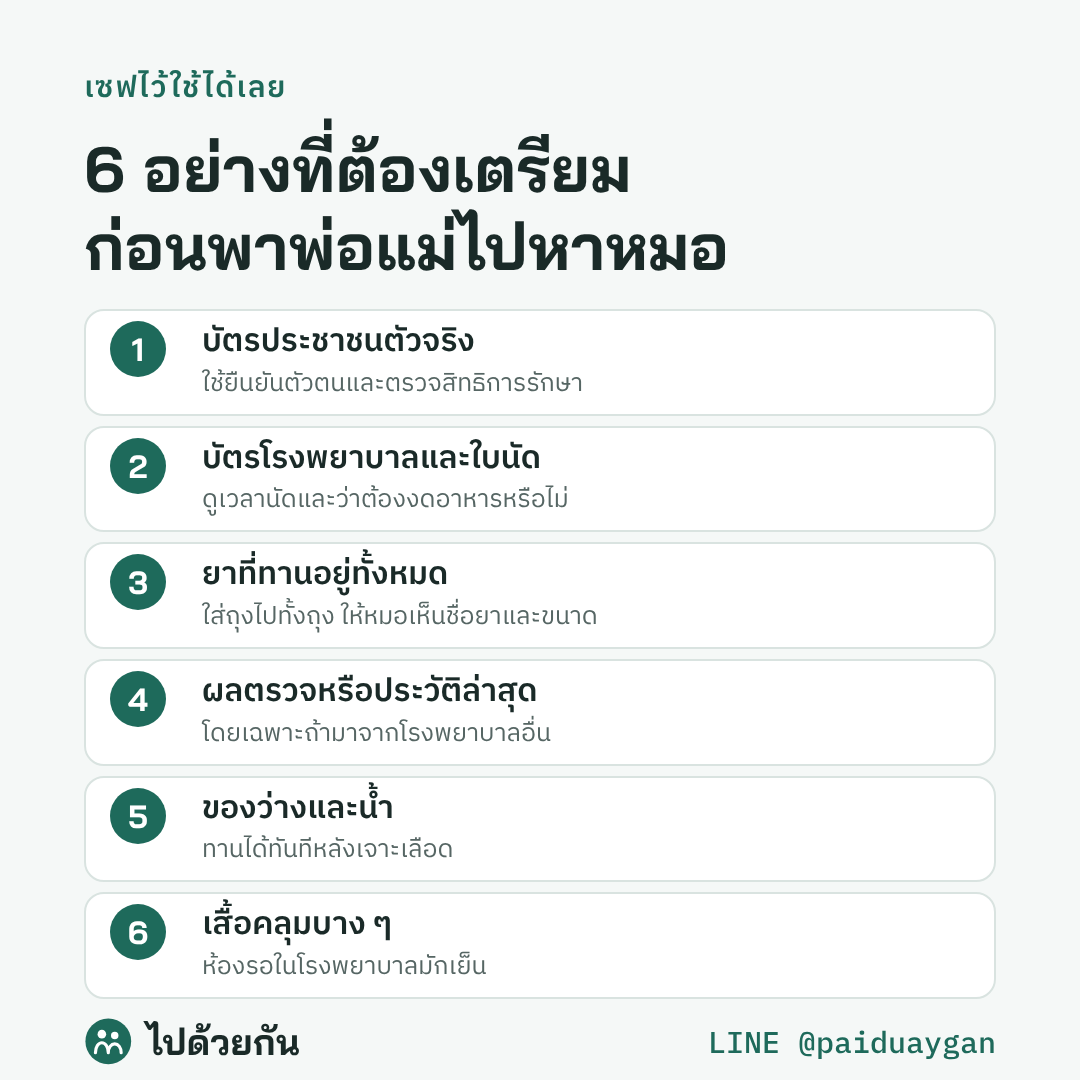 เซฟไว้ใช้ได้เลย
6 อย่างที่ต้องเตรียม
ก่อนพาพ่อแม่ไปหาหมอ
1
บัตรประชาชนตัวจริง
ใช้ยืนยันตัวตนและตรวจสิทธิการรักษา
2
บัตรโรงพยาบาลและใบนัด
ดูเวลานัดและว่าต้องงดอาหารหรือไม่
3
ยาที่ทานอยู่ทั้งหมด
ใส่ถุงไปทั้งถุง ให้หมอเห็นชื่อยาและขนาด
4
ผลตรวจหรือประวัติล่าสุด
โดยเฉพาะถ้ามาจากโรงพยาบาลอื่น
5
ของว่างและน้ำ
ทานได้ทันทีหลังเจาะเลือด
6
เสื้อคลุมบาง ๆ
ห้องรอในโรงพยาบาลมักเย็น
ไปด้วยกัน
LINE @paiduaygan